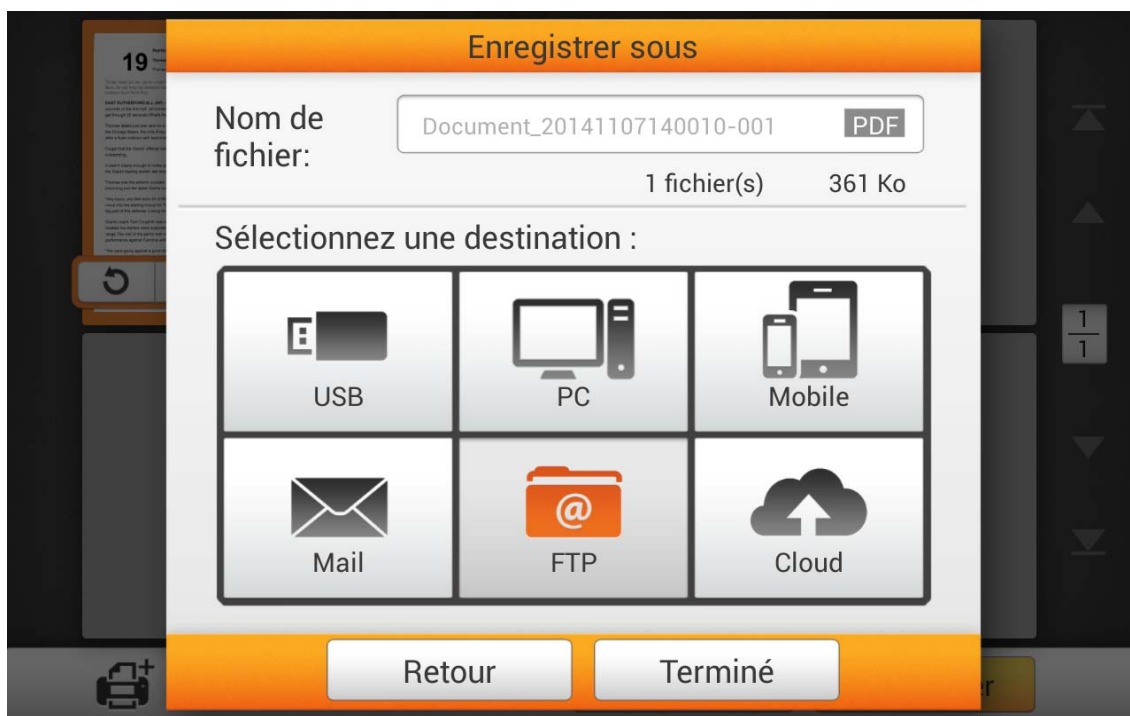 Enregistrer sous
19
Nom de
fichier:
Document_20141107140010-001 PDF
1 fichier(s) 361 Ko
Sélectionnez une destination :
USB PC Mobile
1
1
@
Mail FTP Cloud
Retour Terminé